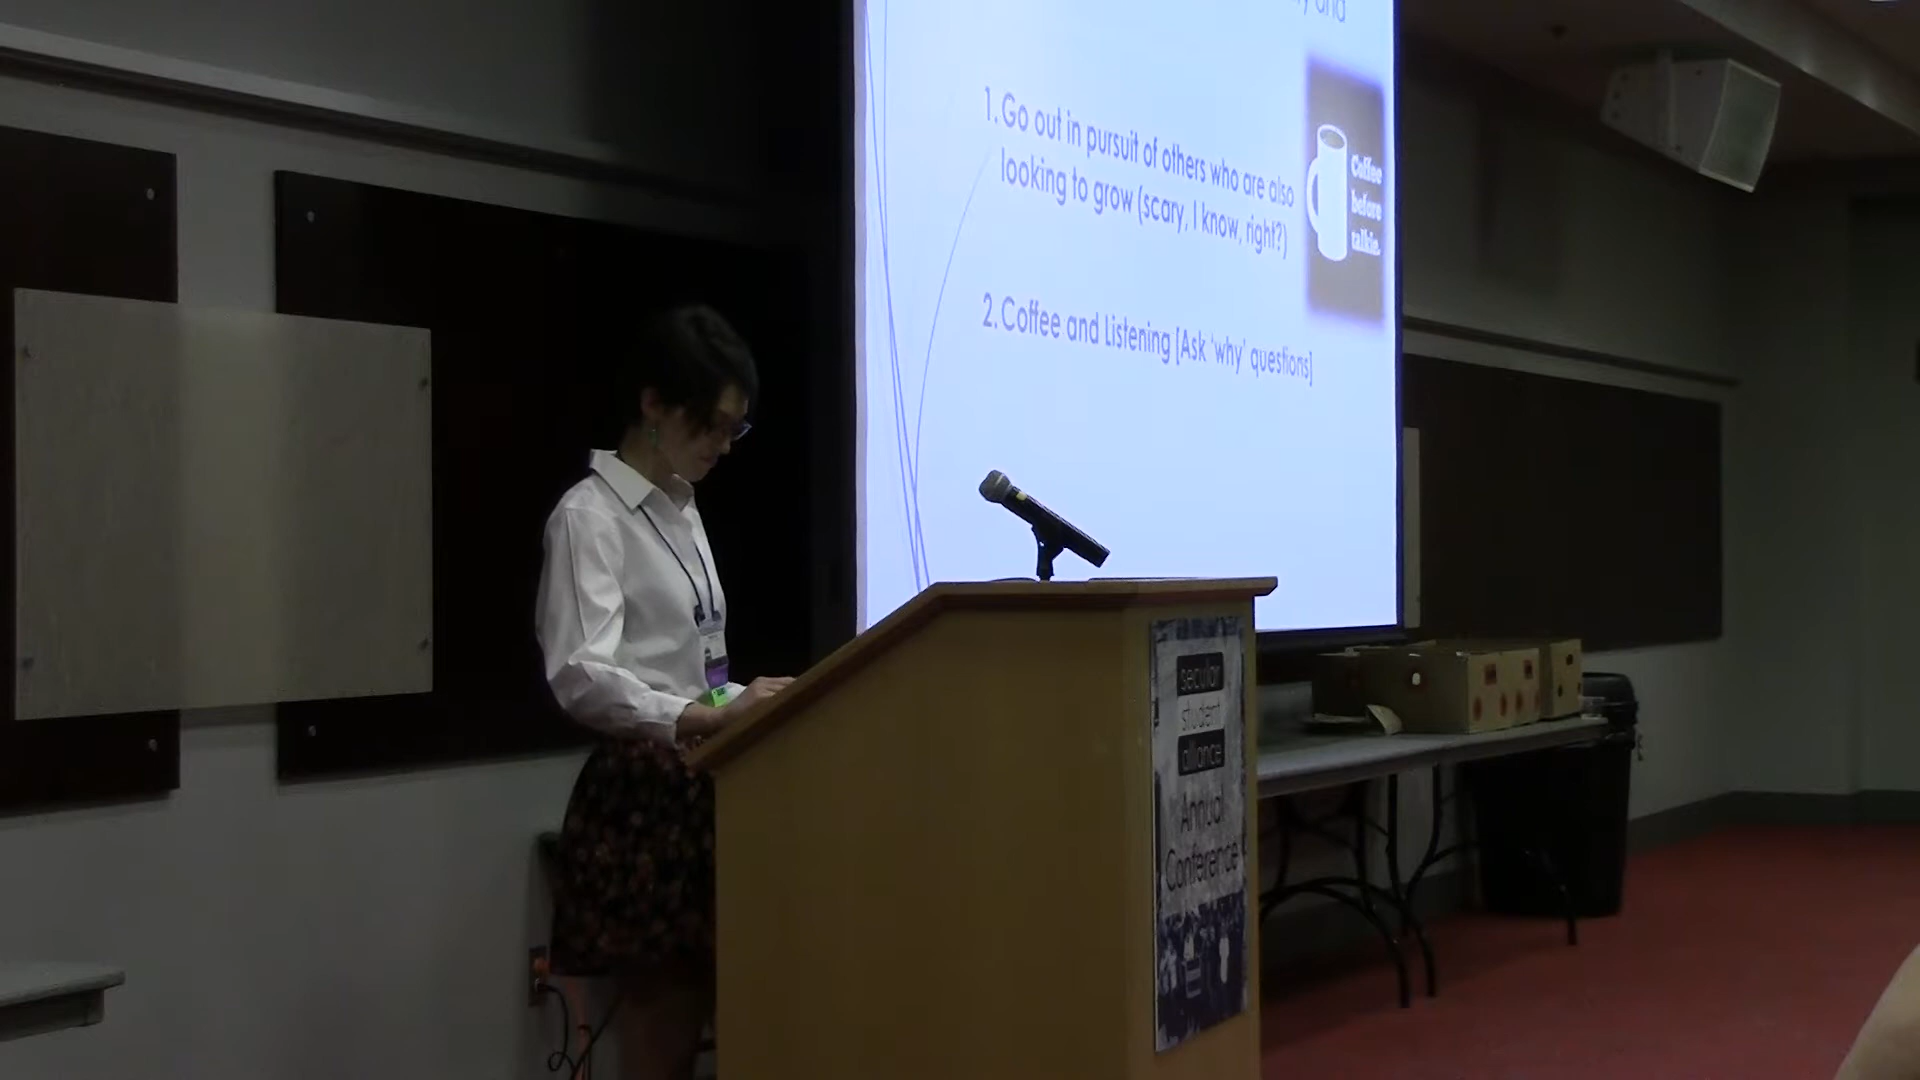 and
1. Go out in pursuit of others who are also
looking to grow (scary, I know, right?)
2. Coffee and Listening [Ask 'why' questions]
Coffee
before
talkie.
secular
student
alliance
Annual
Conference